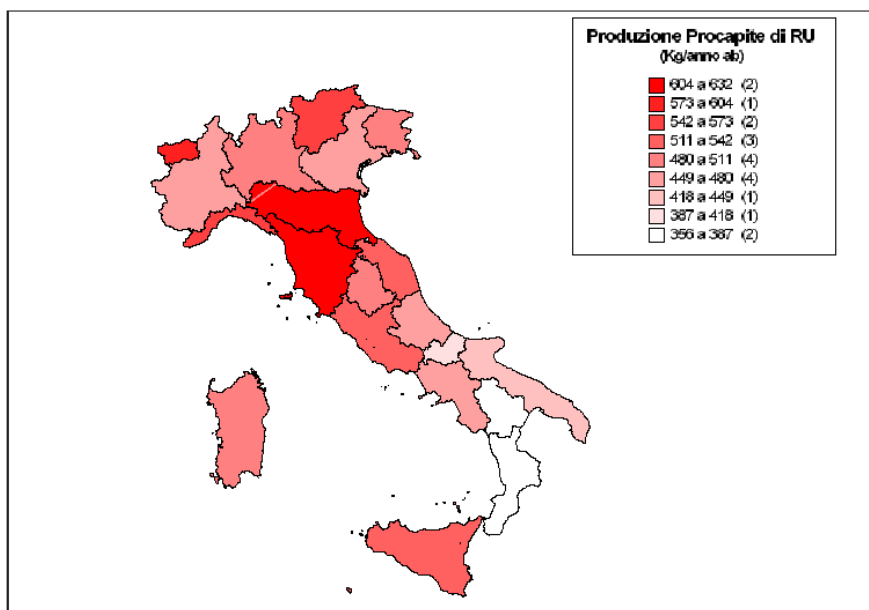 Produzione Procapite di RU
(Kg/anno ab)
604 a 632 (2)
573 a 604 (1)
542 a 573 (2)
511 a 542 (3)
480 a 511 (4)
449 a 480 (4)
418 a 449 (1)
387 a 418 (1)
356 a 387 (2)